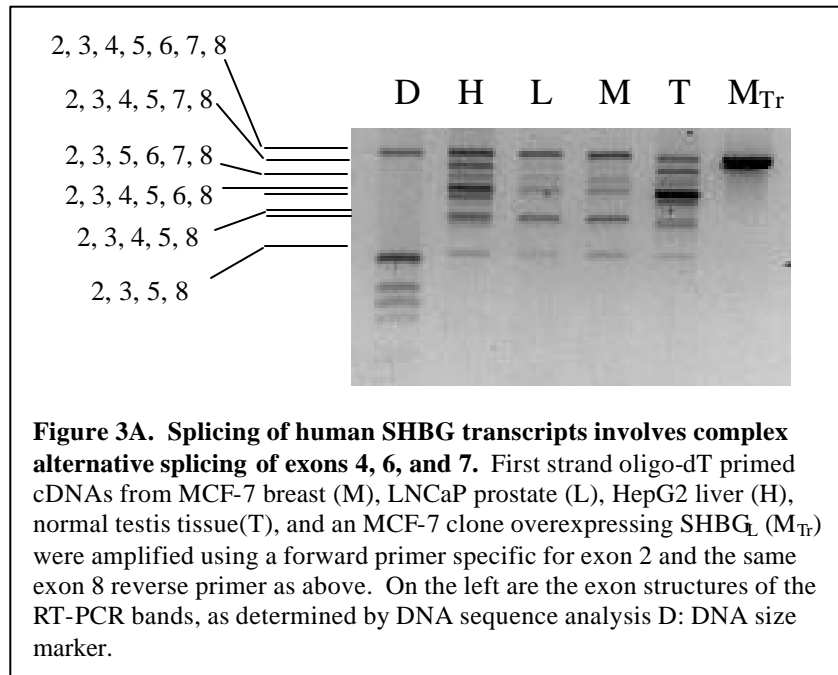 2, 3, 4, 5, 6, 7, 8
2, 3, 4, 5, 7, 8
2, 3, 5, 6, 7, 8
2, 3, 4, 5, 6, 8
2, 3, 4, 5, 8
2, 3, 5, 8
D H L M T MTr
Figure 3A. Splicing of human SHBG transcripts involves complex
alternative splicing of exons 4, 6, and 7. First strand oligo-dT primed
cDNAs from MCF-7 breast (M), LNCaP prostate (L), HepG2 liver (H),
normal testis tissue(T), and an MCF-7 clone overexpressing SHBGL (MTr)
were amplified using a forward primer specific for exon 2 and the same
exon 8 reverse primer as above. On the left are the exon structures of the
RT-PCR bands, as determined by DNA sequence analysis D: DNA size
marker.